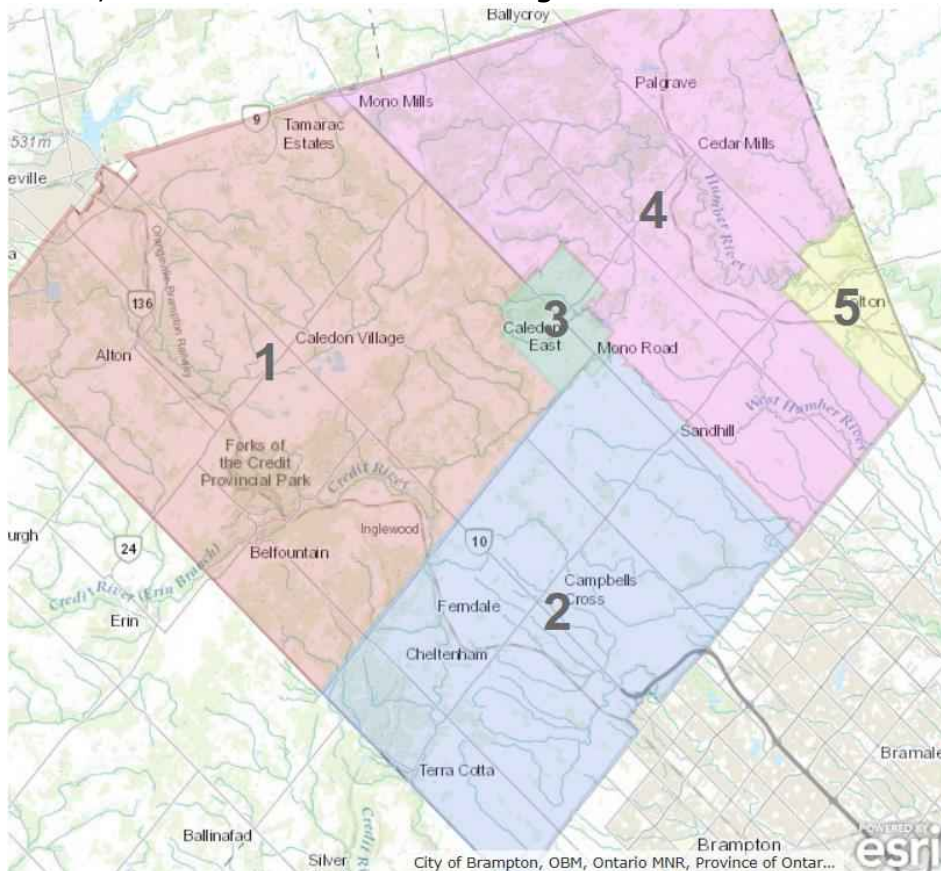 Ballycroy
Mono Mills
Palgrave
9
Tamarac
Estates
531m
Cedar Mills
eville
Humber River
4
a
Orangeville-Brampton Railway
136
5
3
Caledon
East
Caledon Village
Mono Road
1
Alton
West Humber River
Sandhill
Forks of
the Credit
Provincial Park
Credit River
Inglewood
urgh
24
10
Belfountain
Credit River (Erin Branch)
Campbells
Cross
2
Erin
Ferndale
Cheltenham
Bramale
Terra Cotta
Credit R
Ballinafad
Brampton
POWERED BY
esri
Silver
City of Brampton, OBM, Ontario MNR, Province of Ontar...